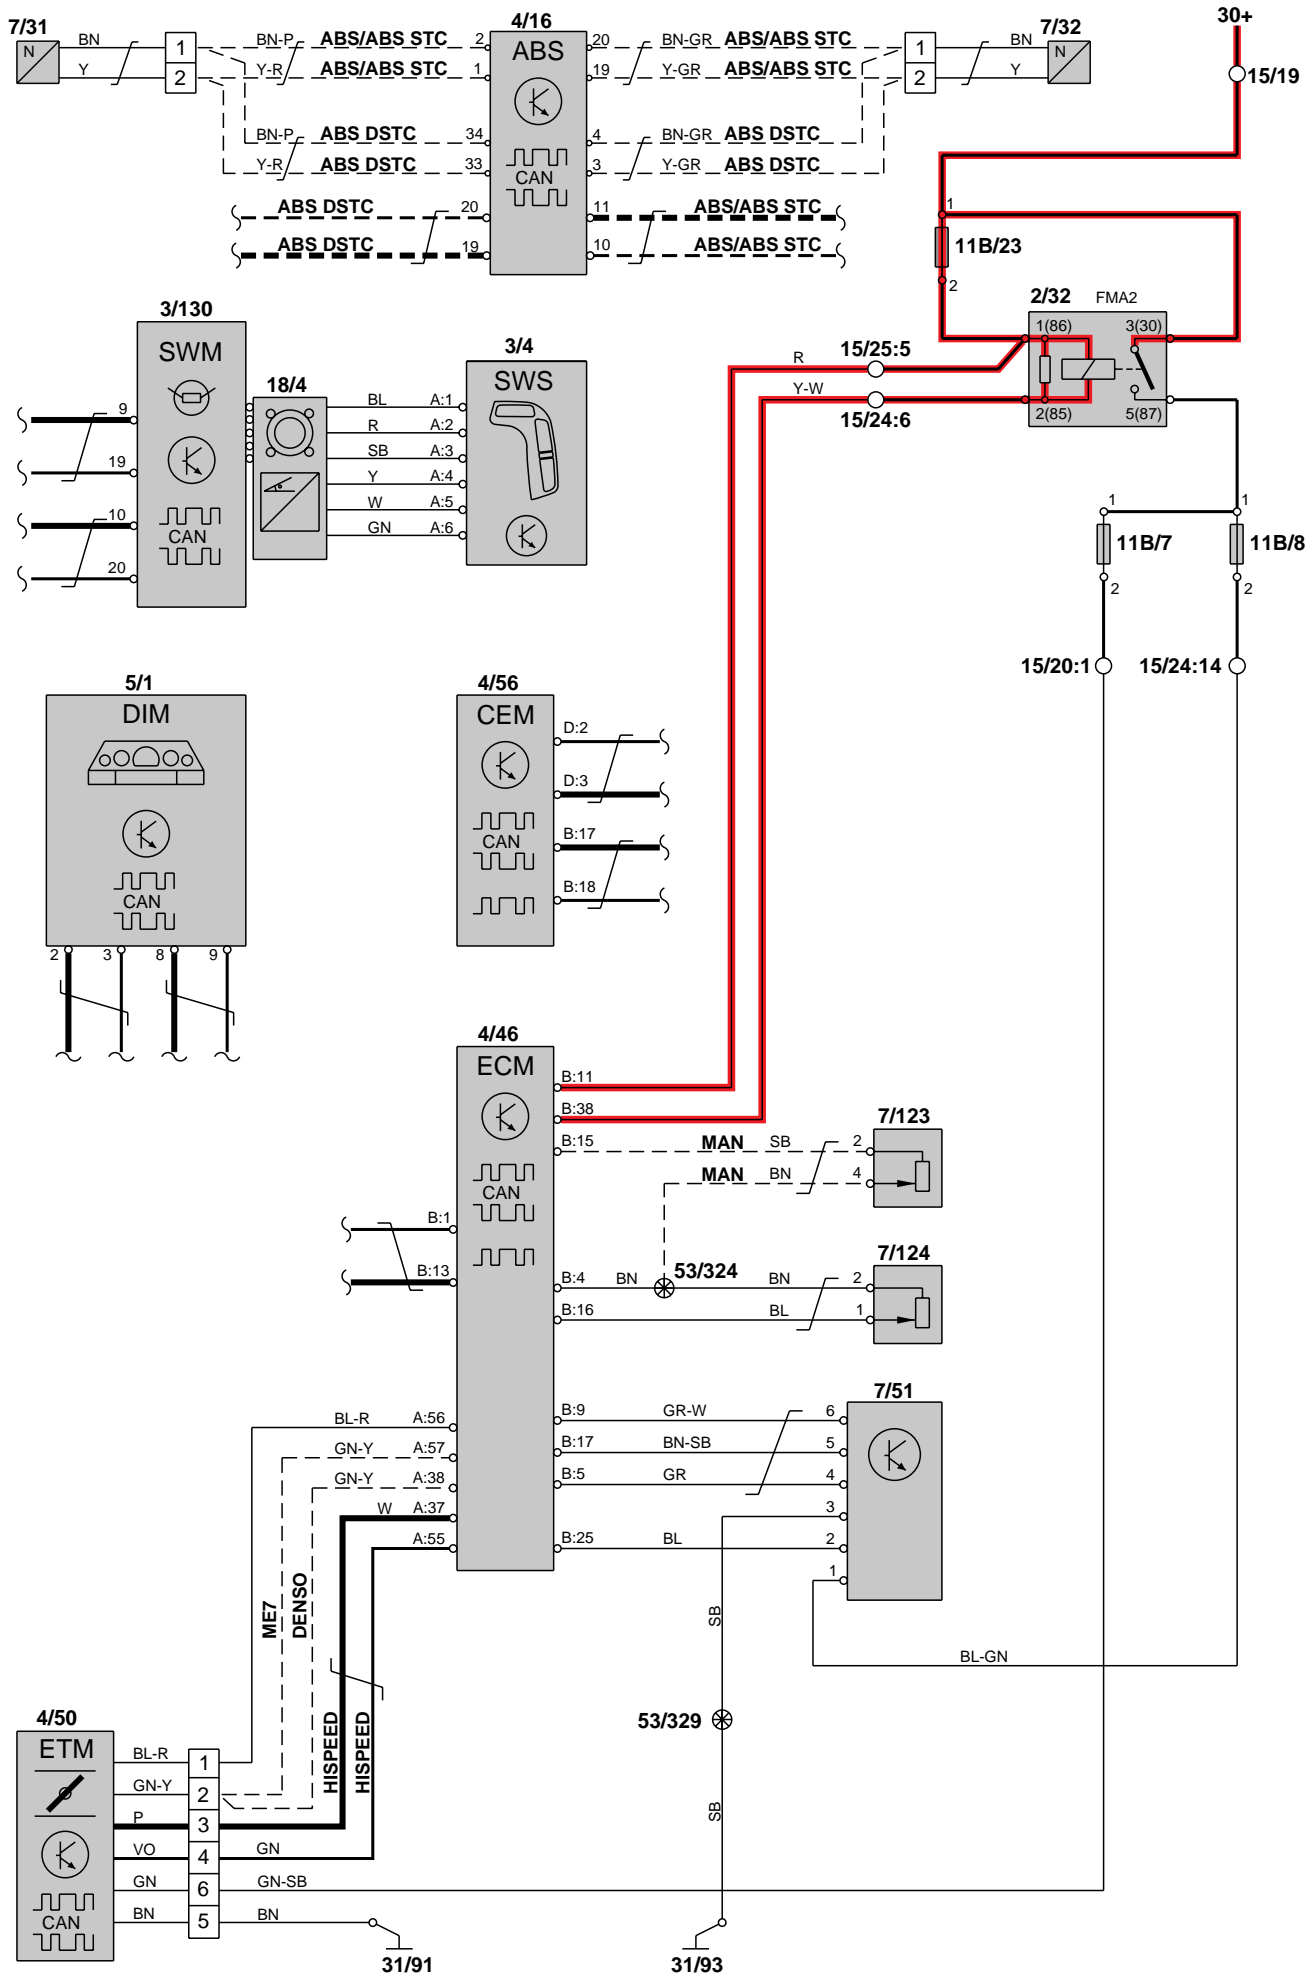 7/31
4/16
7/32
30+
N BN Y 1 2 BN-P ABS/ABS STC 2 ABS 20 BN-GR ABS/ABS STC 1 BN N
Y-R ABS/ABS STC 1 19 Y-GR ABS/ABS STC 2 Y
15/19
BN-P ABS DSTC 34 4 BN-GR ABS DSTC
Y-R ABS DSTC 33 CAN 3 Y-GR ABS DSTC
ABS DSTC 20 11 ABS/ABS STC
ABS DSTC 19 10 ABS/ABS STC
1
11B/23
2
2/32 FMA2
1(86) 3(30)
2(85) 5(87)
R 15/25:5
Y-W 15/24:6
3/130
SWM
9
19
10
CAN
20
18/4
3/4
SWS
BL A:1
R A:2
SB A:3
Y A:4
W A:5
GN A:6
1 1
11B/7 11B/8
2 2
15/20:1 15/24:14
5/1
DIM
CAN
2 3 8 9
4/56
CEM
D:2
D:3
B:17
CAN
B:18
4/46
ECM
B:11
B:38
B:15 MAN SB 2 7/123
MAN BN 4
CAN
B:1
B:13
53/324
7/124
B:4 BN BN 2
B:16 BL 1
7/51
B:9 GR-W 6
B:17 BN-SB 5
B:5 GR 4
3
B:25 BL 2
1
BL-R A:56
GN-Y A:57
GN-Y A:38
W A:37
A:55
ME7
DENSO
HISPEED
HISPEED
SB
BL-GN
53/329
SB
4/50
ETM
BL-R 1
GN-Y 2
P 3
VO 4 GN
GN 6 GN-SB
CAN BN 5 BN
31/91
31/93